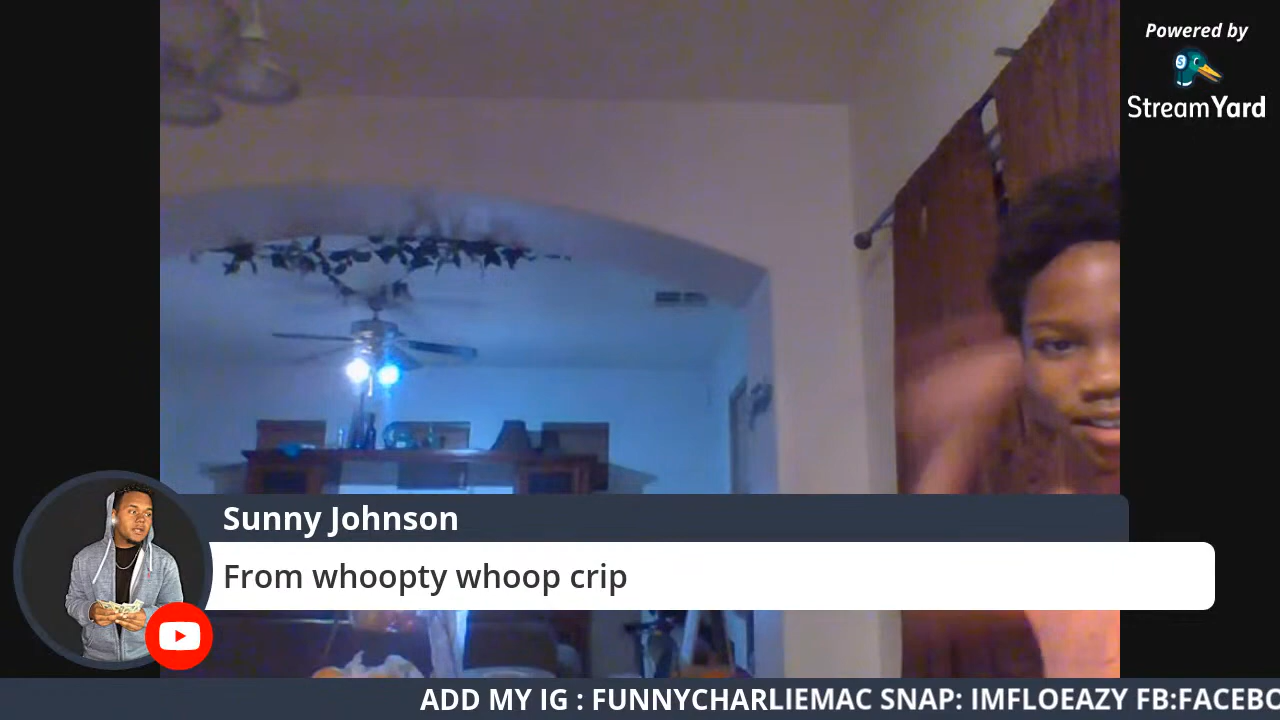 Powered by
StreamYard
Sunny Johnson
From whoopty whoop crip
ADD MY IG : FUNNYCHARLIEMAC SNAP: IMFLOEAZY FB:FACEBO